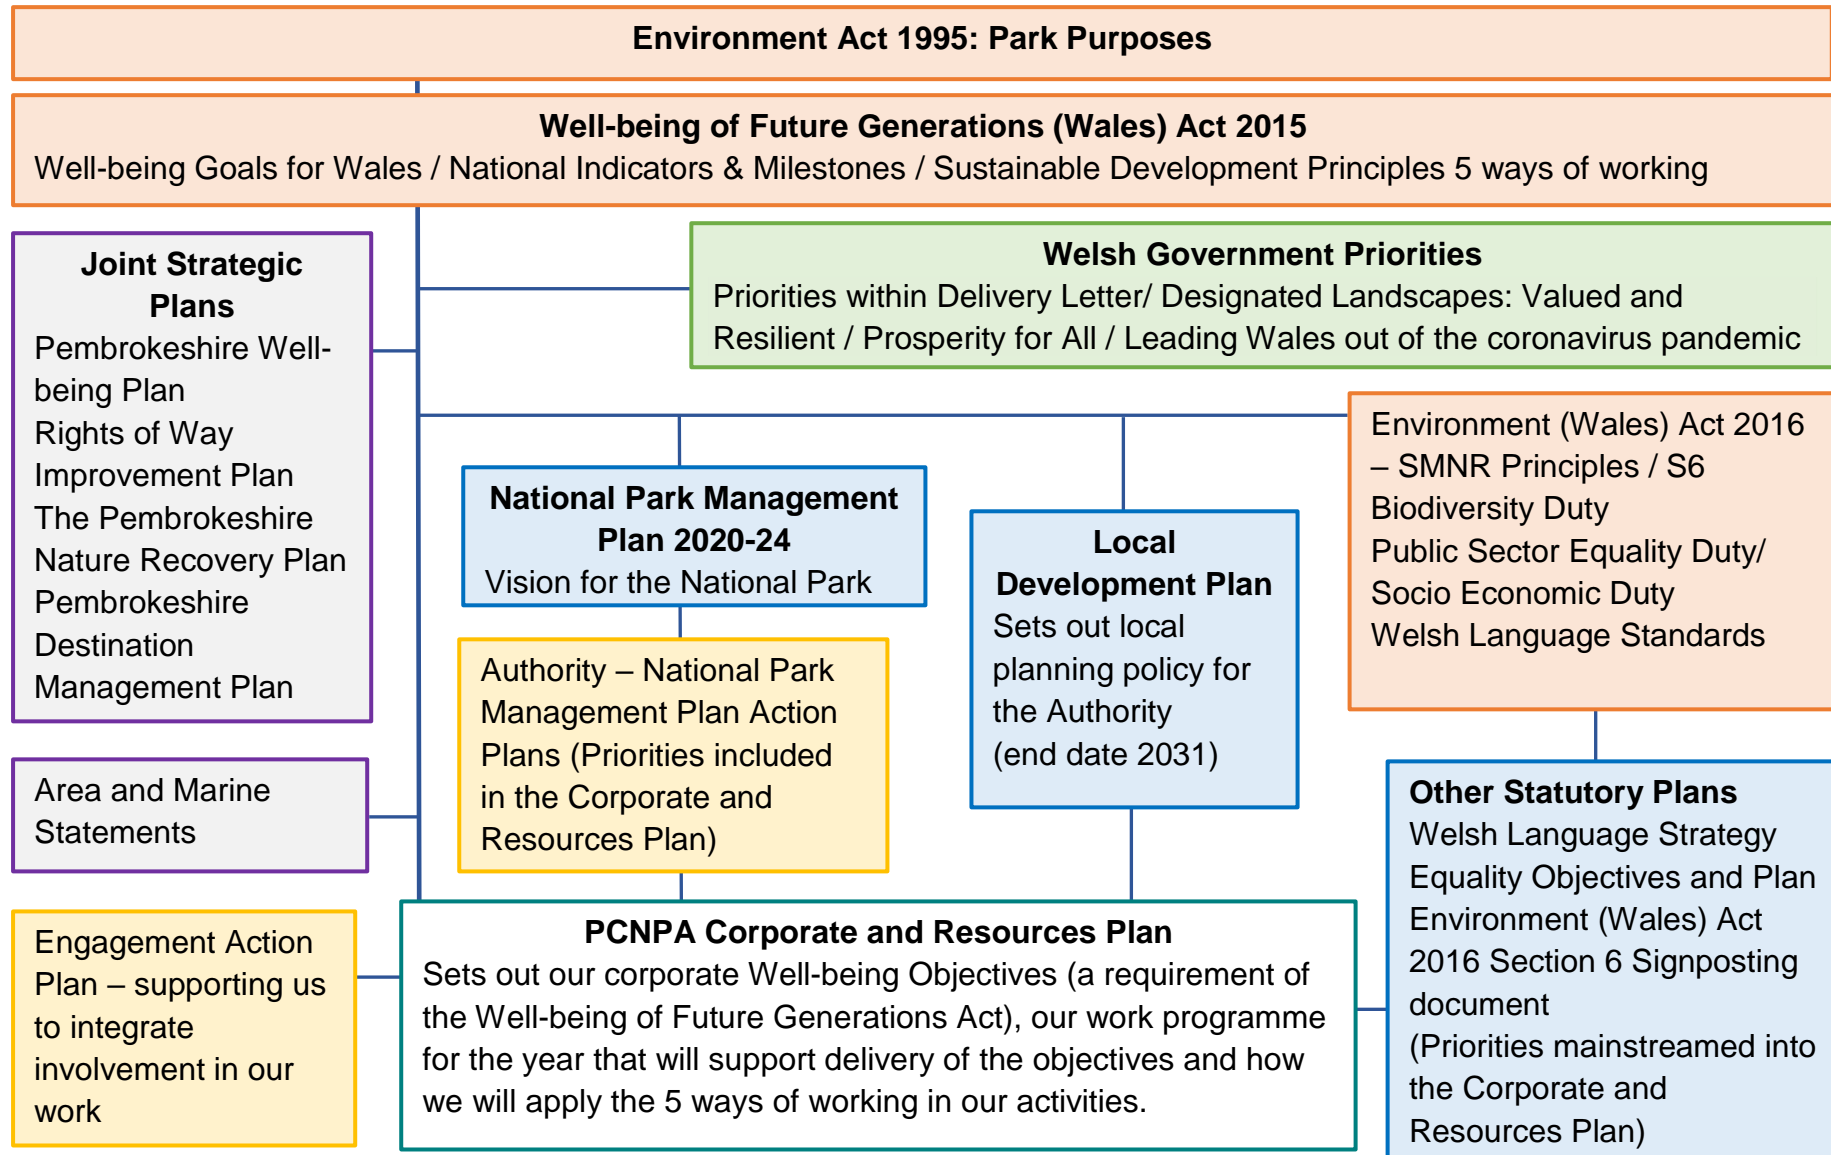 Environment Act 1995: Park Purposes
Well-being of Future Generations (Wales) Act 2015
Well-being Goals for Wales / National Indicators & Milestones / Sustainable Development Principles 5 ways of working
Joint Strategic
Plans
Pembrokeshire Well-
being Plan
Rights of Way
Improvement Plan
The Pembrokeshire
Nature Recovery Plan
Pembrokeshire
Destination
Management Plan
Welsh Government Priorities
Priorities within Delivery Letter/ Designated Landscapes: Valued and
Resilient / Prosperity for All / Leading Wales out of the coronavirus pandemic
National Park Management
Plan 2020-24
Vision for the National Park
Local
Development Plan
Sets out local
planning policy for
the Authority
(end date 2031)
Environment (Wales) Act 2016
– SMNR Principles / S6
Biodiversity Duty
Public Sector Equality Duty/
Socio Economic Duty
Welsh Language Standards
Authority – National Park
Management Plan Action
Plans (Priorities included
in the Corporate and
Resources Plan)
Area and Marine
Statements
Other Statutory Plans
Welsh Language Strategy
Equality Objectives and Plan
Environment (Wales) Act
2016 Section 6 Signposting
document
(Priorities mainstreamed into
the Corporate and
Resources Plan)
Engagement Action
Plan – supporting us
to integrate
involvement in our
work
PCNPA Corporate and Resources Plan
Sets out our corporate Well-being Objectives (a requirement of
the Well-being of Future Generations Act), our work programme
for the year that will support delivery of the objectives and how
we will apply the 5 ways of working in our activities.